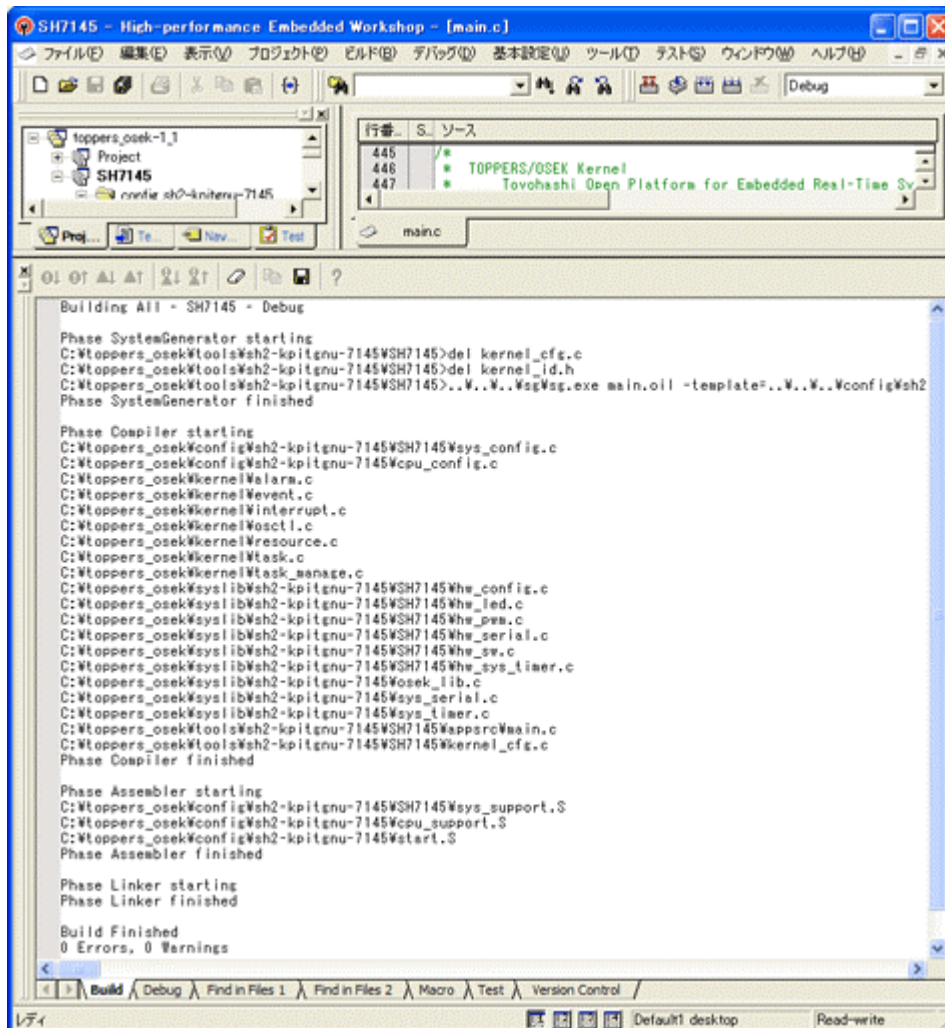 SH7145 - High-performance Embedded Workshop - [main.c]
ファイル(F) 編集(E) 表示(V) プロジェクト(P) ビルド(B) デバッグ(D) 基本設定(U) ツール(T) テスト(S) ウィンドウ(W) ヘルプ(H)
Debug
toppers_osek-1_1
Project
SH7145
config sh2-kpitgnu-7145
Proj... Te... Nav... Test
行番... S... ソース
445 /*
446 * TOPPERS/OSEK Kernel
447 * Toyohashi Open Platform for Embedded Real-Time Sy
main.c
Building All - SH7145 - Debug
Phase SystemGenerator starting
C:¥toppers_osek¥tools¥sh2-kpitgnu-7145¥SH7145>del kernel_cfg.c
C:¥toppers_osek¥tools¥sh2-kpitgnu-7145¥SH7145>del kernel_id.h
C:¥toppers_osek¥tools¥sh2-kpitgnu-7145¥SH7145>..¥..¥..¥sg¥sg.exe main.oil -template=..¥..¥..¥config¥sh2
Phase SystemGenerator finished
Phase Compiler starting
C:¥toppers_osek¥config¥sh2-kpitgnu-7145¥SH7145¥sys_config.c
C:¥toppers_osek¥config¥sh2-kpitgnu-7145¥cpu_config.c
C:¥toppers_osek¥kernel¥alarm.c
C:¥toppers_osek¥kernel¥event.c
C:¥toppers_osek¥kernel¥interrupt.c
C:¥toppers_osek¥kernel¥osctl.c
C:¥toppers_osek¥kernel¥resource.c
C:¥toppers_osek¥kernel¥task.c
C:¥toppers_osek¥kernel¥task_manage.c
C:¥toppers_osek¥syslib¥sh2-kpitgnu-7145¥SH7145¥hw_config.c
C:¥toppers_osek¥syslib¥sh2-kpitgnu-7145¥SH7145¥hw_led.c
C:¥toppers_osek¥syslib¥sh2-kpitgnu-7145¥SH7145¥hw_pwm.c
C:¥toppers_osek¥syslib¥sh2-kpitgnu-7145¥SH7145¥hw_serial.c
C:¥toppers_osek¥syslib¥sh2-kpitgnu-7145¥SH7145¥hw_sw.c
C:¥toppers_osek¥syslib¥sh2-kpitgnu-7145¥SH7145¥hw_sys_timer.c
C:¥toppers_osek¥syslib¥sh2-kpitgnu-7145¥osek_lib.c
C:¥toppers_osek¥syslib¥sh2-kpitgnu-7145¥sys_serial.c
C:¥toppers_osek¥syslib¥sh2-kpitgnu-7145¥sys_timer.c
C:¥toppers_osek¥tools¥sh2-kpitgnu-7145¥SH7145¥appsrc¥main.c
C:¥toppers_osek¥tools¥sh2-kpitgnu-7145¥SH7145¥kernel_cfg.c
Phase Compiler finished
Phase Assembler starting
C:¥toppers_osek¥config¥sh2-kpitgnu-7145¥SH7145¥sys_support.S
C:¥toppers_osek¥config¥sh2-kpitgnu-7145¥cpu_support.S
C:¥toppers_osek¥config¥sh2-kpitgnu-7145¥start.S
Phase Assembler finished
Phase Linker starting
Phase Linker finished
Build Finished
0 Errors, 0 Warnings
Build Debug Find in Files 1 Find in Files 2 Macro Test Version Control
レディ Default1 desktop Read-write